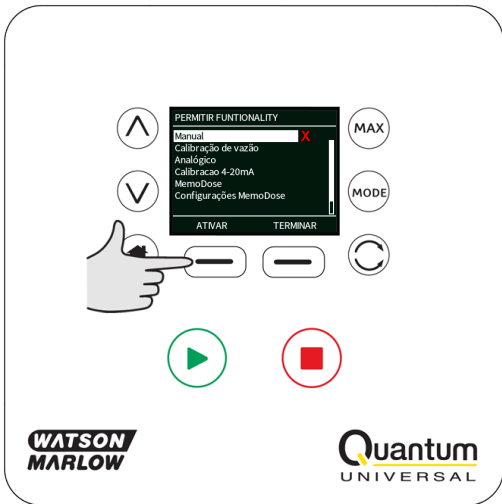 PERMITIR FUNTIONALITY
Manual X
Calibração de vazão
Analógico
Calibracao 4-20mA
MemoDose
Configurações MemoDose
ATIVAR TERMINAR
MAX
MODE
WATSON
MARLOW
Quantum
UNIVERSAL